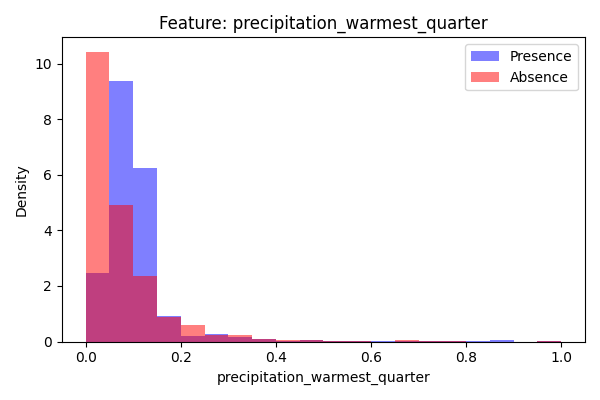 Feature: precipitation_warmest_quarter
Presence
Absence
Density
10
8
6
4
2
0
0.0 0.2 0.4 0.6 0.8 1.0
precipitation_warmest_quarter